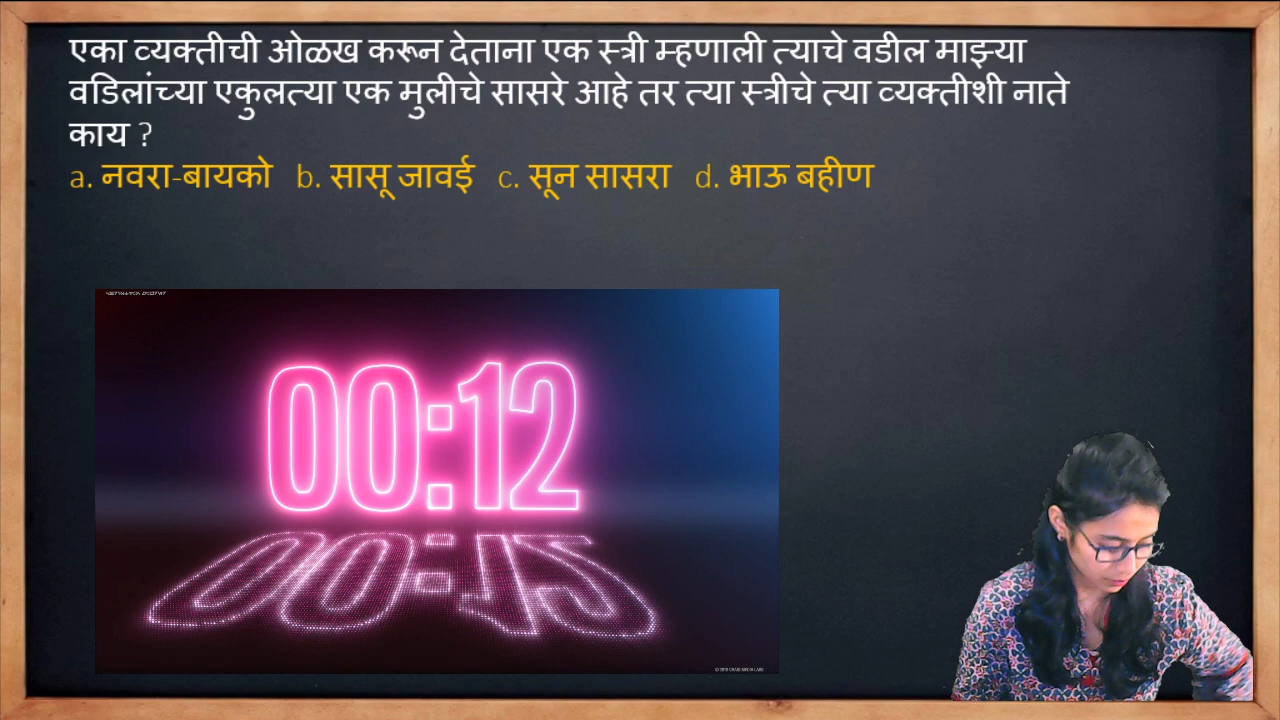 एका व्यक्तीची ओळख करून देताना एक स्त्री म्हणाली त्याचे वडील माझ्या
वडिलांच्या एकुलत्या एक मुलीचे सासरे आहे तर त्या स्त्रीचे त्या व्यक्तीशी नाते
काय ?
a. नवरा-बायको b. सासू जावई c. सून सासरा d. भाऊ बहीण
00:12